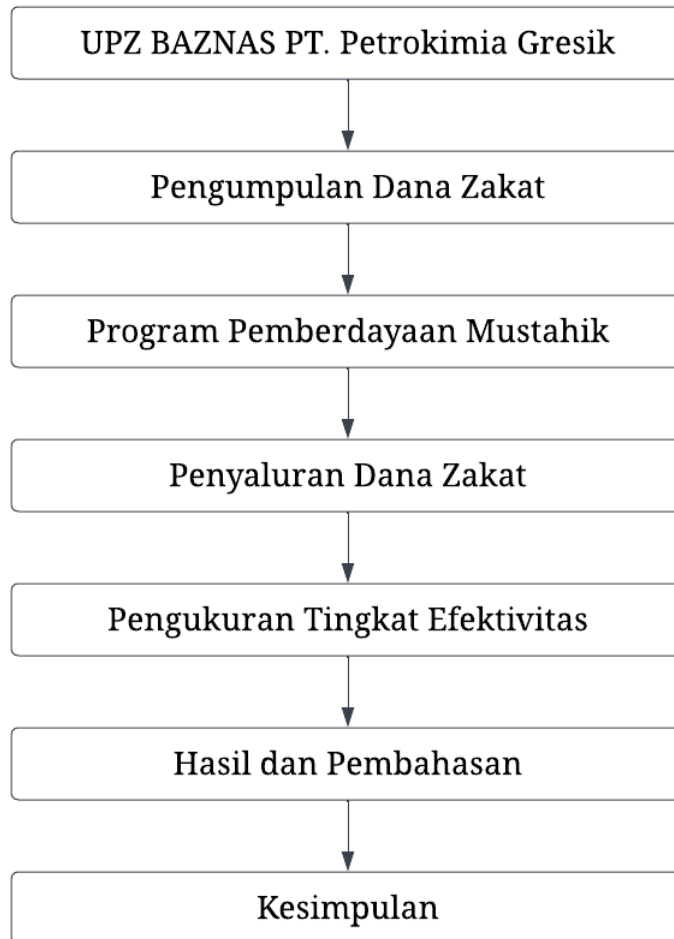 UPZ BAZNAS PT. Petrokimia Gresik
Pengumpulan Dana Zakat
Program Pemberdayaan Mustahik
Penyaluran Dana Zakat
Pengukuran Tingkat Efektivitas
Hasil dan Pembahasan
Kesimpulan